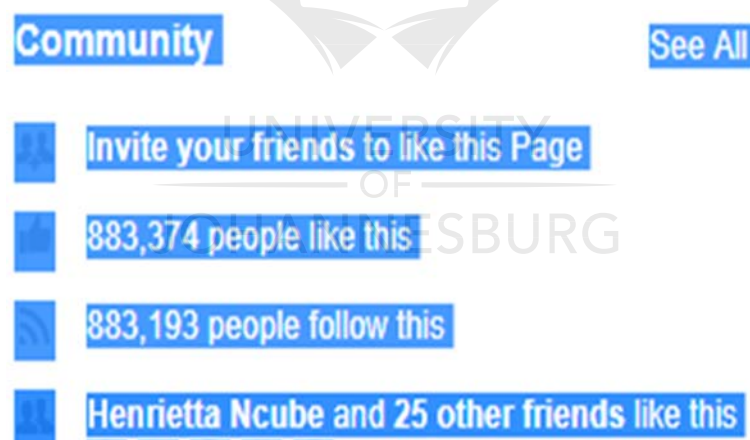 Community See All
Invite your friends to like this Page
883,374 people like this
883,193 people follow this
Henrietta Ncube and 25 other friends like this
UNIVERSITY
OF
JOHANNESBURG